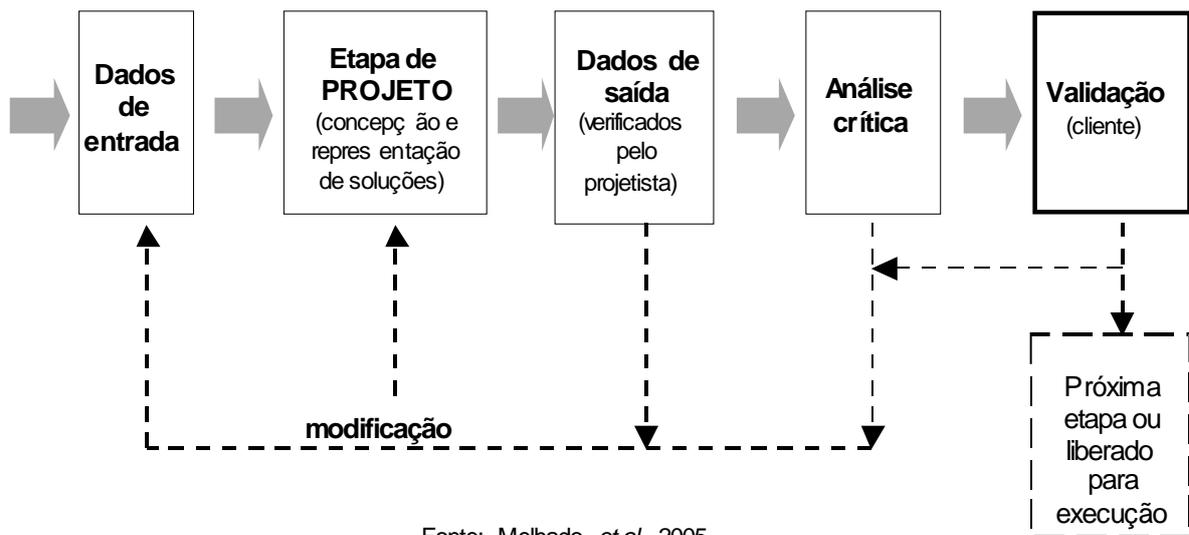 Dados
de
entrada
Etapa de
PROJETO
(concepç ão e
repres entação
de soluções)
Dados de
saída
(verificados
pelo
projetista)
Análise
crítica
Validação
(cliente)
modificação
Próxima
etapa ou
liberado
para
execução
Fonte: Melhado et al. 2005